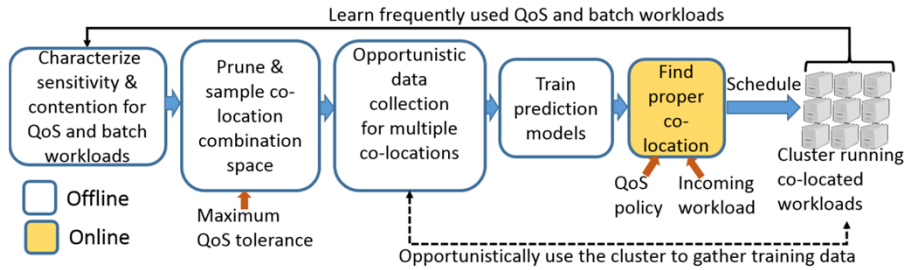 Learn frequently used QoS and batch workloads
Characterize
sensitivity &
contention for
QoS and batch
workloads
Prune &
sample co-
location
combination
space
Opportunistic
data
collection
for multiple
co-locations
Train
prediction
models
Find
proper
co-
location
Schedule
Cluster running
co-located
workloads
QoS
policy
Incoming
workload
Maximum
QoS tolerance
Offline
Online
Opportunistically use the cluster to gather training data